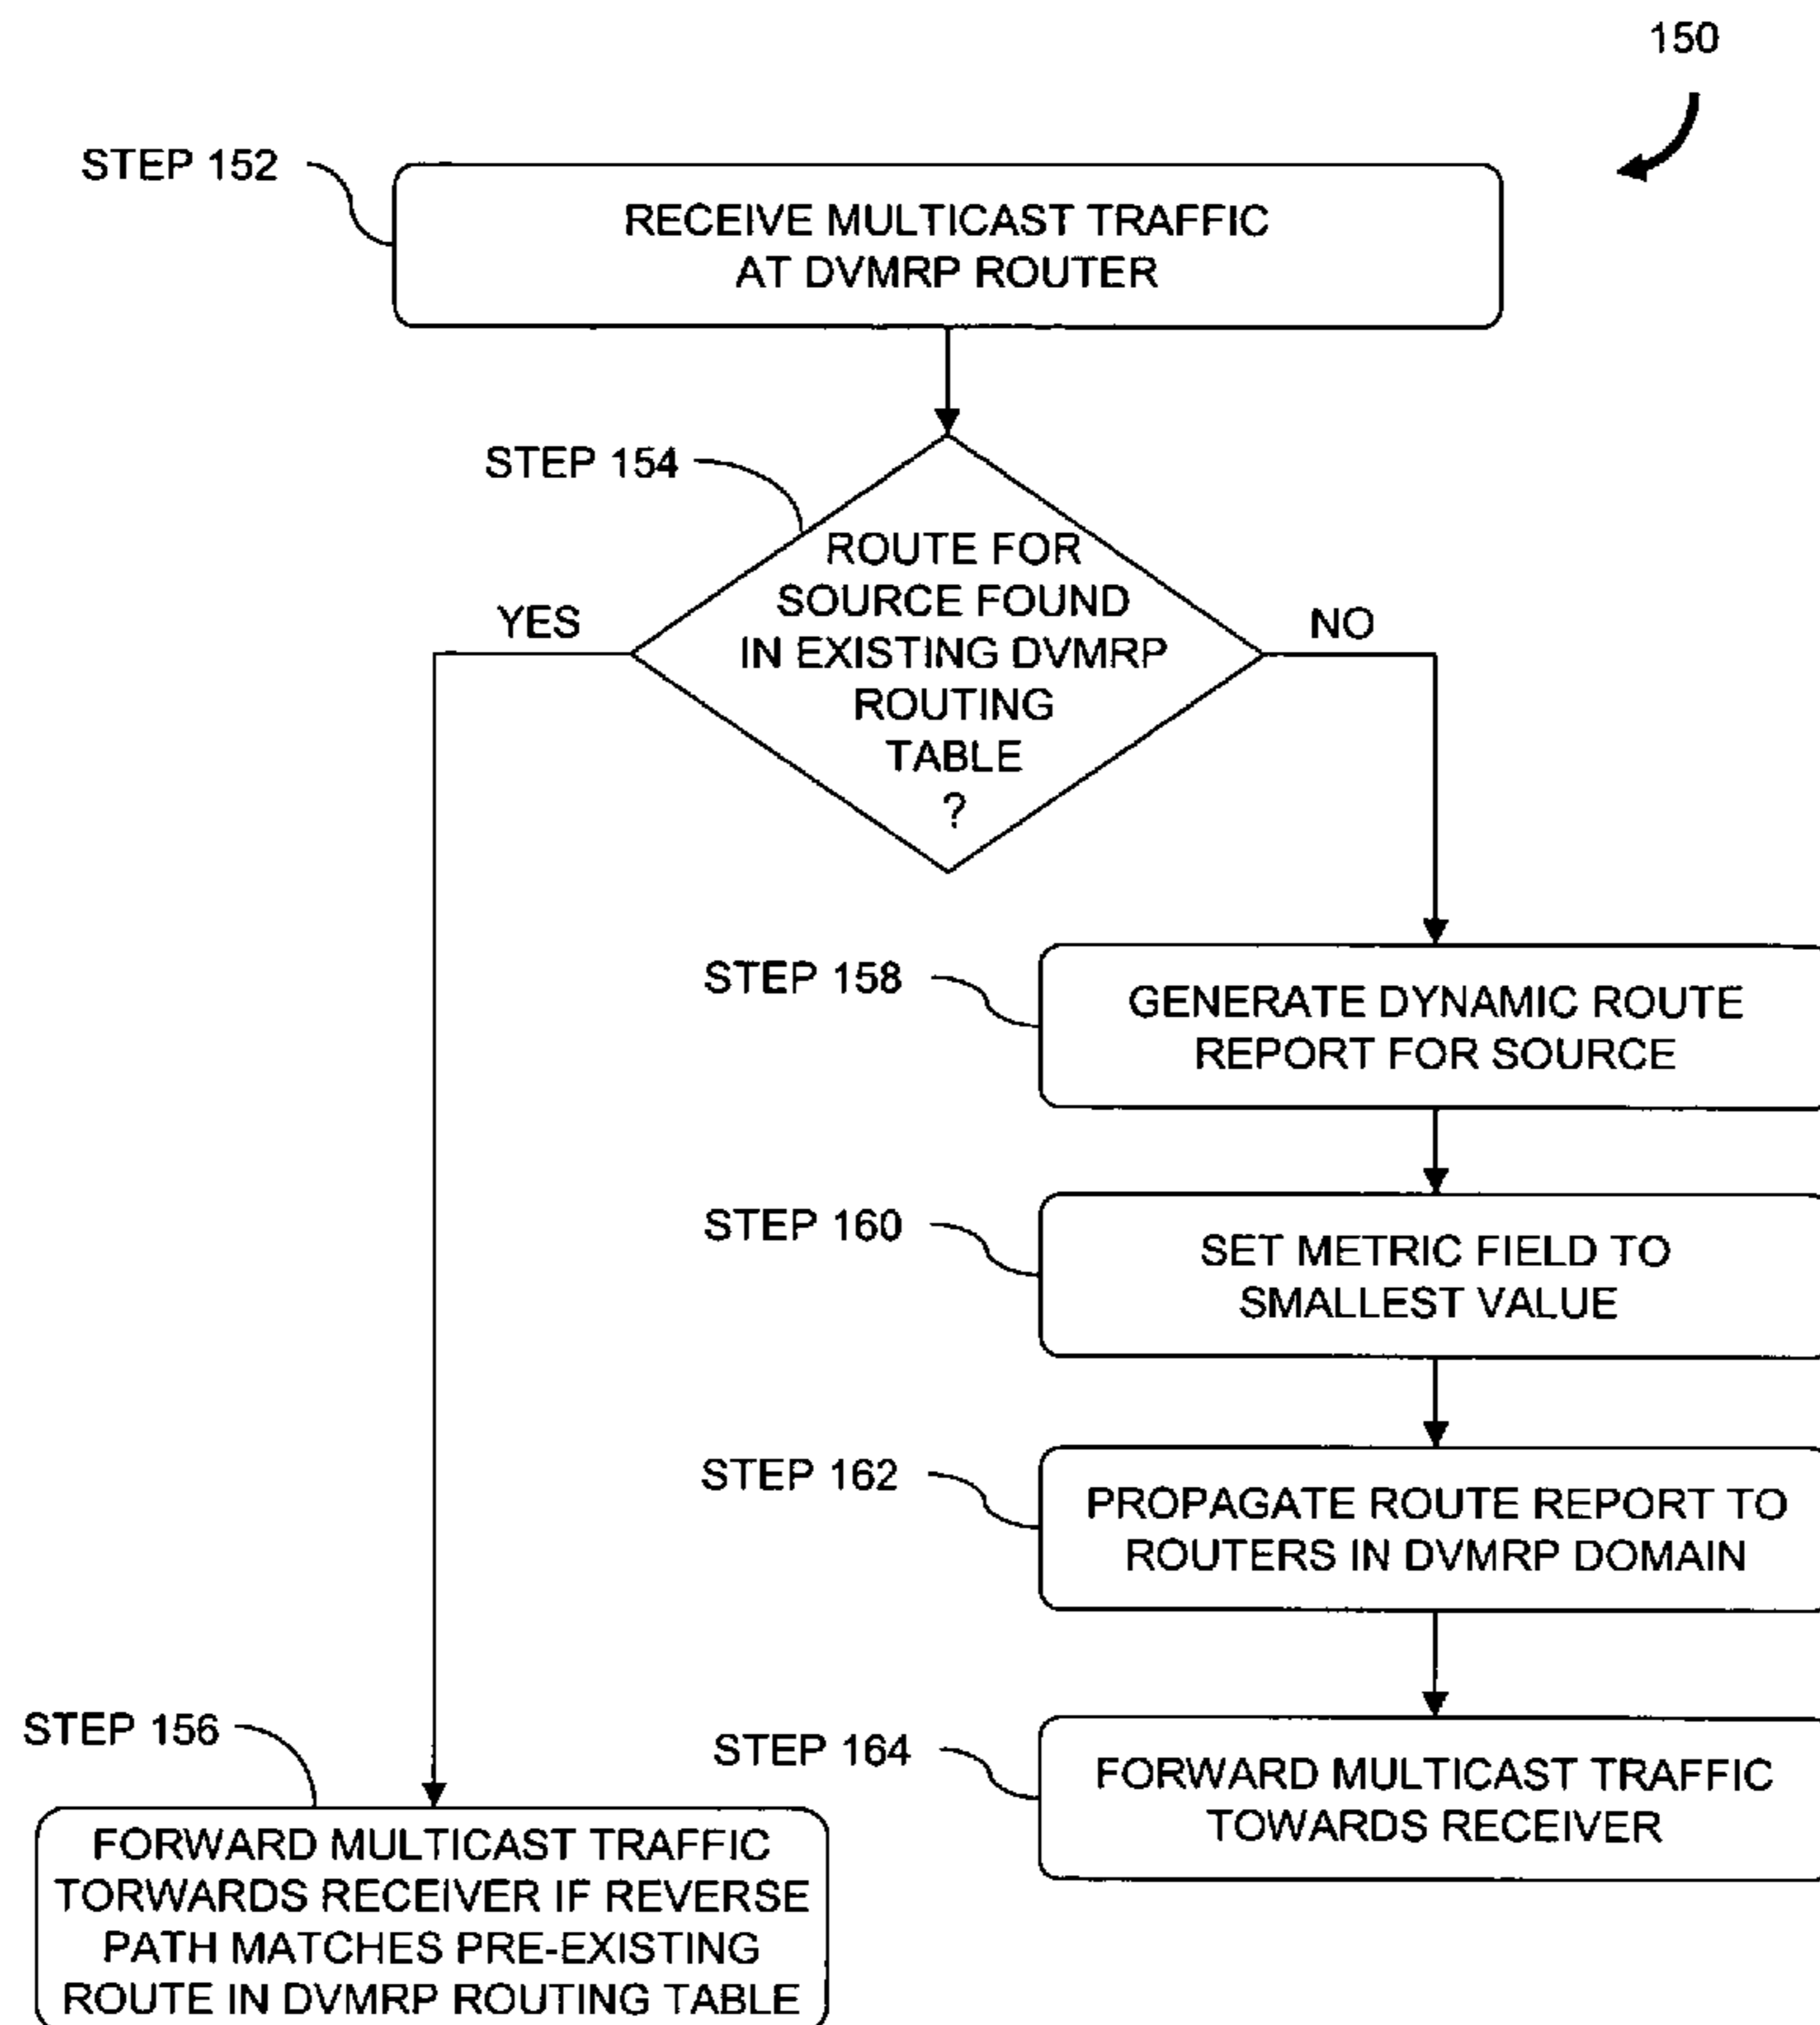 150
STEP 152
RECEIVE MULTICAST TRAFFIC
AT DVMRP ROUTER
STEP 154
ROUTE FOR
SOURCE FOUND
IN EXISTING DVMRP
ROUTING
TABLE
?
YES
NO
STEP 158
GENERATE DYNAMIC ROUTE
REPORT FOR SOURCE
STEP 160
SET METRIC FIELD TO
SMALLEST VALUE
STEP 162
PROPAGATE ROUTE REPORT TO
ROUTERS IN DVMRP DOMAIN
STEP 156
FORWARD MULTICAST TRAFFIC
TORWARDS RECEIVER IF REVERSE
PATH MATCHES PRE-EXISTING
ROUTE IN DVMRP ROUTING TABLE
STEP 164
FORWARD MULTICAST TRAFFIC
TOWARDS RECEIVER